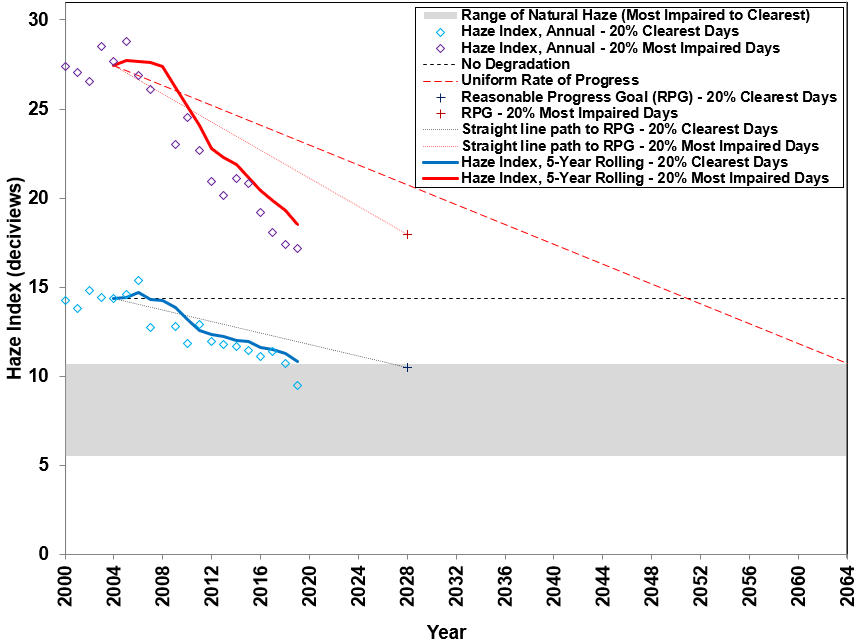 Range of Natural Haze (Most Impaired to Clearest)
Haze Index, Annual - 20% Clearest Days
Haze Index, Annual - 20% Most Impaired Days
No Degradation
Uniform Rate of Progress
Reasonable Progress Goal (RPG) - 20% Clearest Days
RPG - 20% Most Impaired Days
Straight line path to RPG - 20% Clearest Days
Straight line path to RPG - 20% Most Impaired Days
Haze Index, 5-Year Rolling - 20% Clearest Days
Haze Index, 5-Year Rolling - 20% Most Impaired Days
Haze Index (deciviews)
30
25
20
15
10
5
0
2000 2004 2008 2012 2016 2020 2024 2028 2032 2036 2040 2044 2048 2052 2056 2060 2064
Year